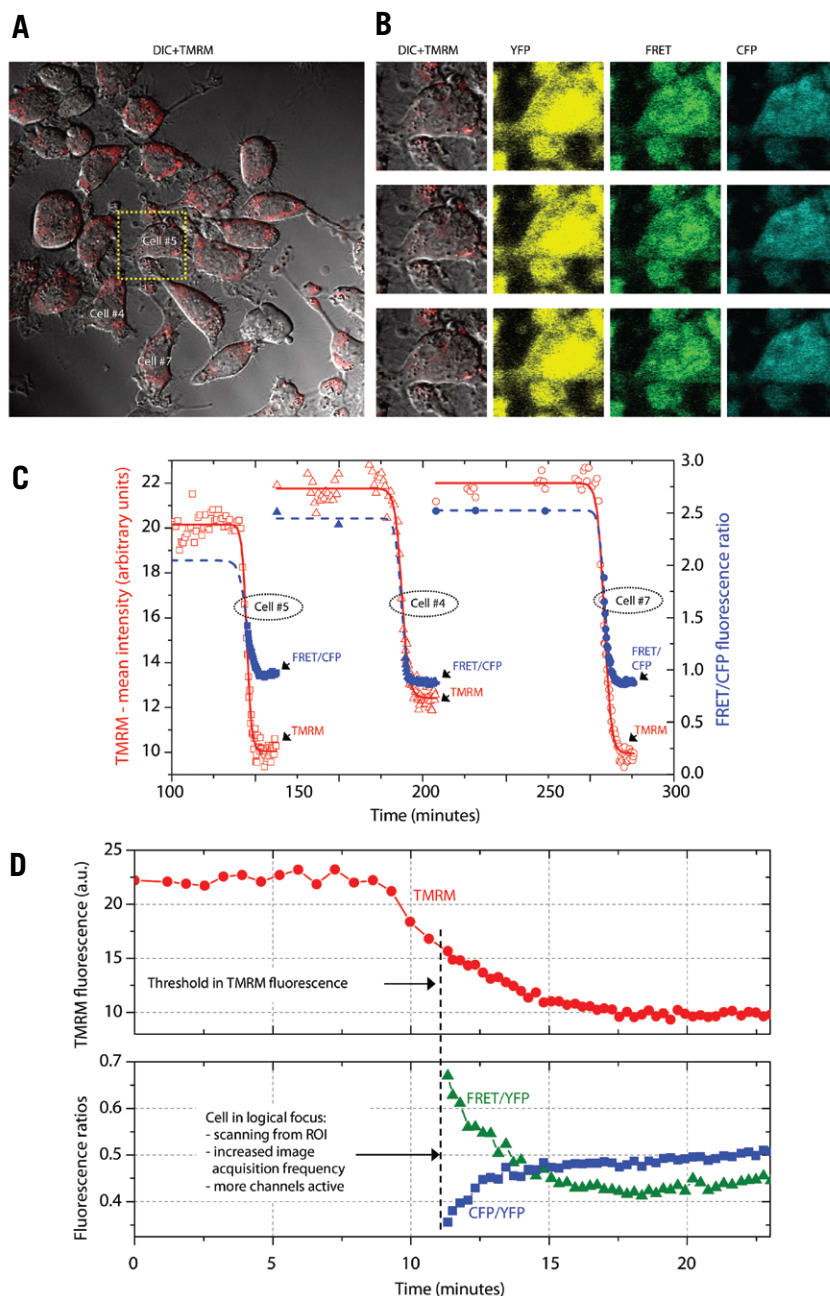 A
DIC+TMRM
Cell #5
Cell #4
Cell #7
B
DIC+TMRM YFP FRET CFP
C
TMRM - mean intensity (arbitrary units)
22
20
18
16
14
12
10
3.0
2.5
2.0
1.5
1.0
0.5
0.0
FRET/CFP fluorescence ratio
Cell #5
Cell #4
Cell #7
FRET/CFP
FRET/CFP
FRET/
CFP
TMRM
TMRM
TMRM
100 150 200 250 300
Time (minutes)
D
TMRM fluorescence (a.u.)
25
20
15
10
TMRM
Threshold in TMRM fluorescence
Fluorescence ratios
0.7
0.6
0.5
0.4
Cell in logical focus:
- scanning from ROI
- increased image
acquisition frequency
- more channels active
FRET/YFP
CFP/YFP
0 5 10 15 20
Time (minutes)